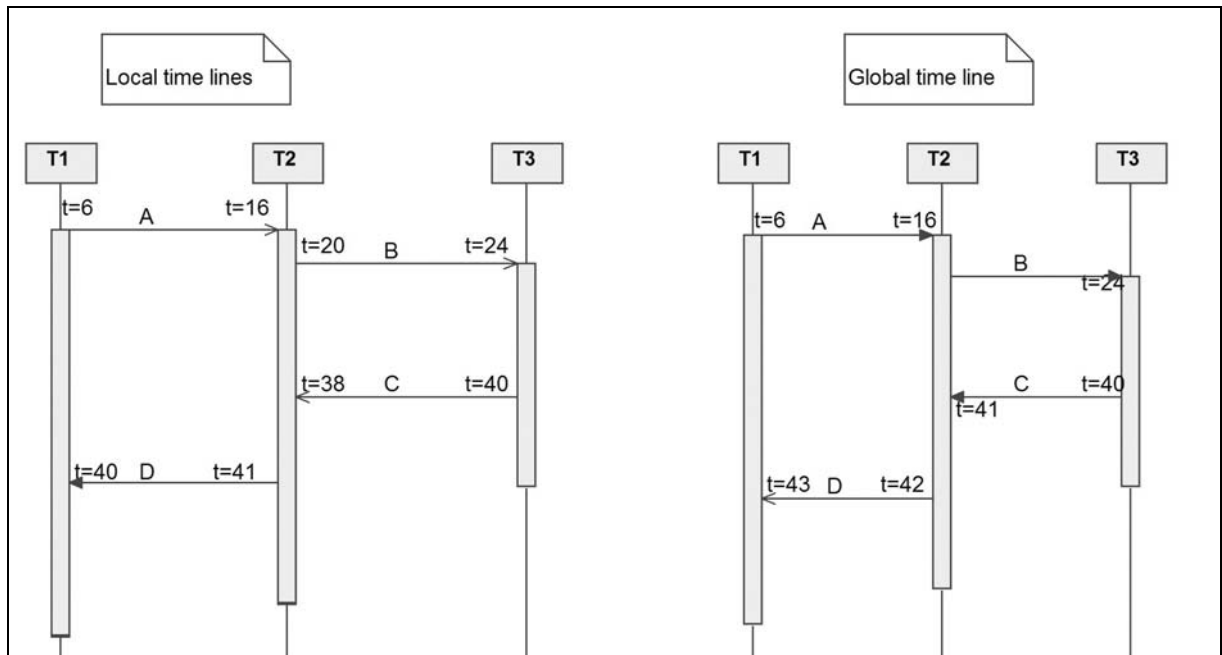 Local time lines
Global time line
T1 T2 T3
T1 T2 T3
t=6 A t=16
t=20 B t=24
t=38 C t=40
t=40 D t=41
t=6 A t=16
B
t=24
C t=40
t=41
t=43 D t=42